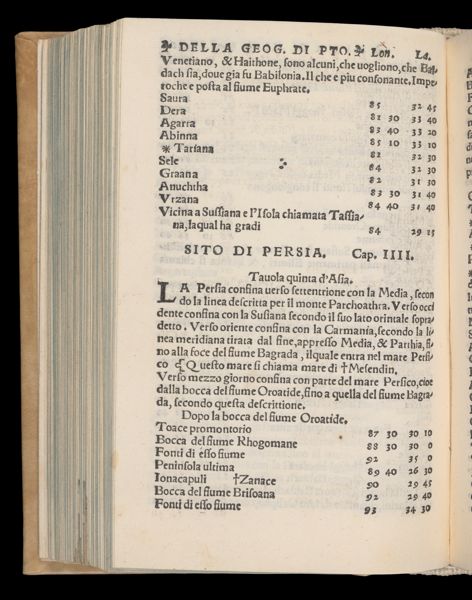 DELLA GEOG. DI PTO. Lon. La.
Venetiano, & Haithone, sono alcuni, che uogliono, che Bal
dach sia, doue gia fu Babilonia. Il che e piu consonante. Impe
roche e posta al fiume Euphrate.
Saura 85 32 45
Dera 81 30 33 40
Agarra 83 40 33 20
Abinna 85 10 33 10
* Tariana 82 32 30
Sele 84 32 30
Graana 82 31 30
Anuchtha 83 30 31 40
Vrzana 84 40 31 40
Vicina a Sussiana e l'Isola chiamata Tassia-
na, laqual ha gradi 84 29 15
SITO DI PERSIA. Cap. IIII.
Tauola quinta d'Asia.
LA Persia confina uerso settentrione con la Media, secon
do la linea descritta per il monte Parchoathra. Verso occi
dente confina con la Susiana secondo il suo lato orintale sopra-
detto. Verso oriente confina con la Carmania, secondo la li
nea meridiana tirata dal fine, appresso Media, & Parthia, fi-
no alla foce del fiume Bagrada, ilquale entra nel mare Persi
co ₵ Questo mare si chiama mare di †Mesendin.
Verso mezzo giorno confina con parte del mare Persico, cioe
dalla bocca del fiume Oroatide, fino a quella del fiume Bagra-
da, secondo questa descrittione.
Dopo la bocca del fiume Oroatide.
Toace promontorio 87 30 30 10
Bocca del fiume Rhogomane 88 30 30 0
Fonti di esso fiume 92 35 0
Peninsola ultima 89 40 26 30
Ionacapuli †Zanace 90 29 45
Bocca del fiume Brisoana 92 29 40
Fonti di esso fiume 93 34 30